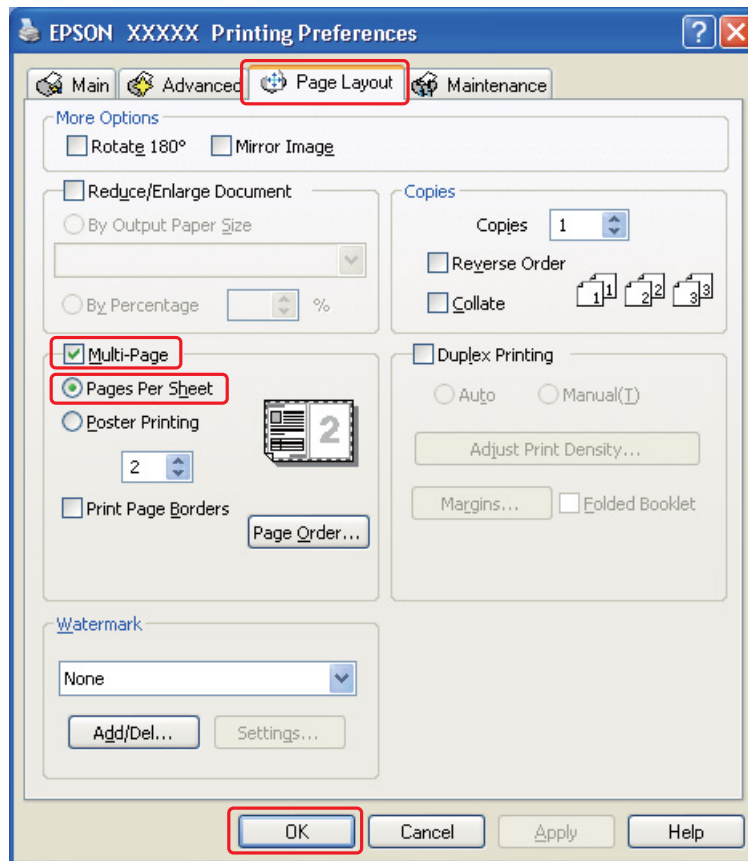 EPSON XXXXX Printing Preferences
Main
Advanced
Page Layout
Maintenance
More Options
Rotate 180°
Mirror Image
Reduce/Enlarge Document
By Output Paper Size
By Percentage
%
Copies
Copies 1
Reverse Order
Collate
1 1 2 2 3 3
Multi-Page
Pages Per Sheet
Poster Printing
2
2
Print Page Borders
Page Order...
Duplex Printing
Auto
Manual(T)
Adjust Print Density...
Margins...
Folded Booklet
Watermark
None
Add/Del...
Settings...
OK
Cancel
Apply
Help